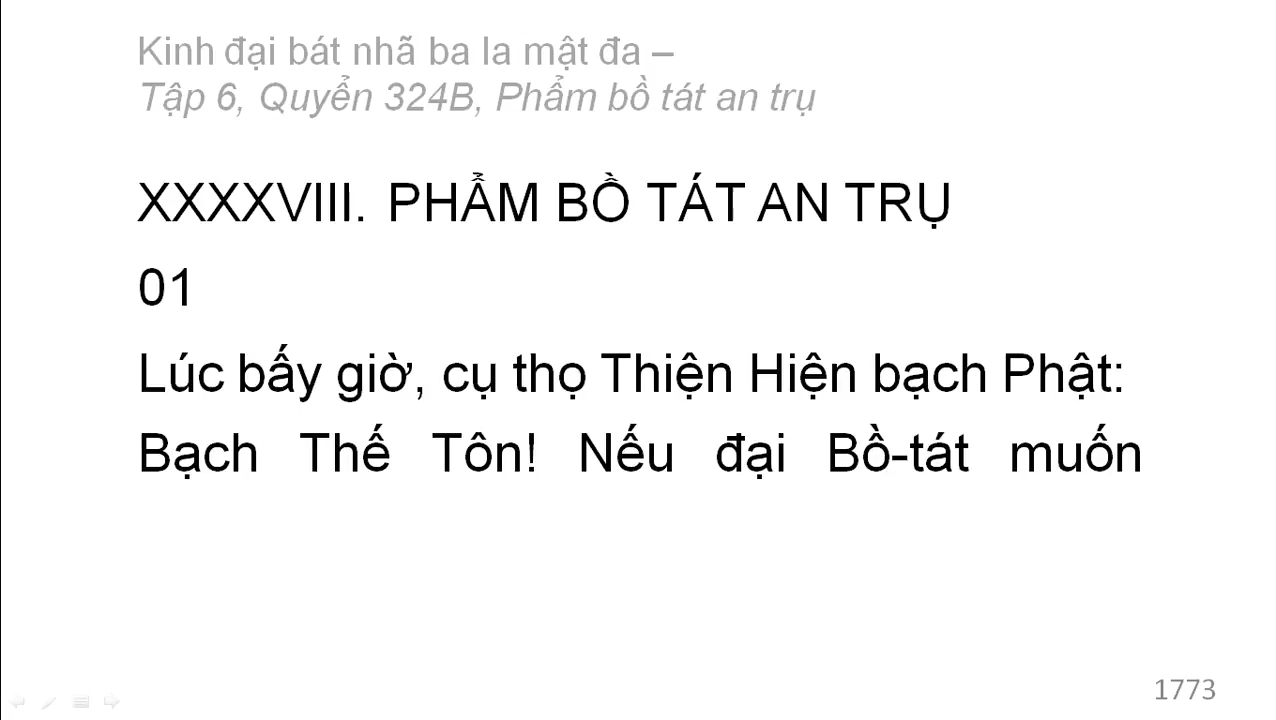 Kinh đại bát nhã ba la mật đa –
Tập 6, Quyển 324B, Phẩm bồ tát an trụ
XXXXVIII. PHẨM BỒ TÁT AN TRỤ
01
Lúc bấy giờ, cụ thọ Thiện Hiện bạch Phật:
Bạch Thế Tôn! Nếu đại Bồ-tát muốn
1773